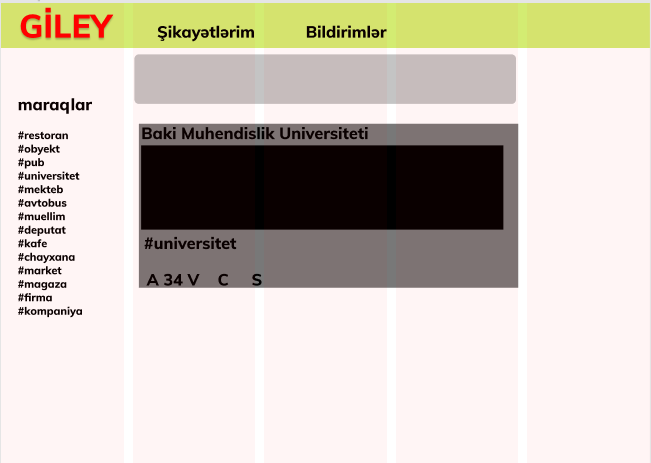 GİLEY
Şikayətlərim Bildirimlər
maraqlar
#restoran
#obyekt
#pub
#universitet
#mekteb
#avtobus
#muellim
#deputat
#kafe
#chayxana
#market
#magaza
#firma
#kompaniya
Baki Muhendislik Universiteti
#universitet
A 34 V C S